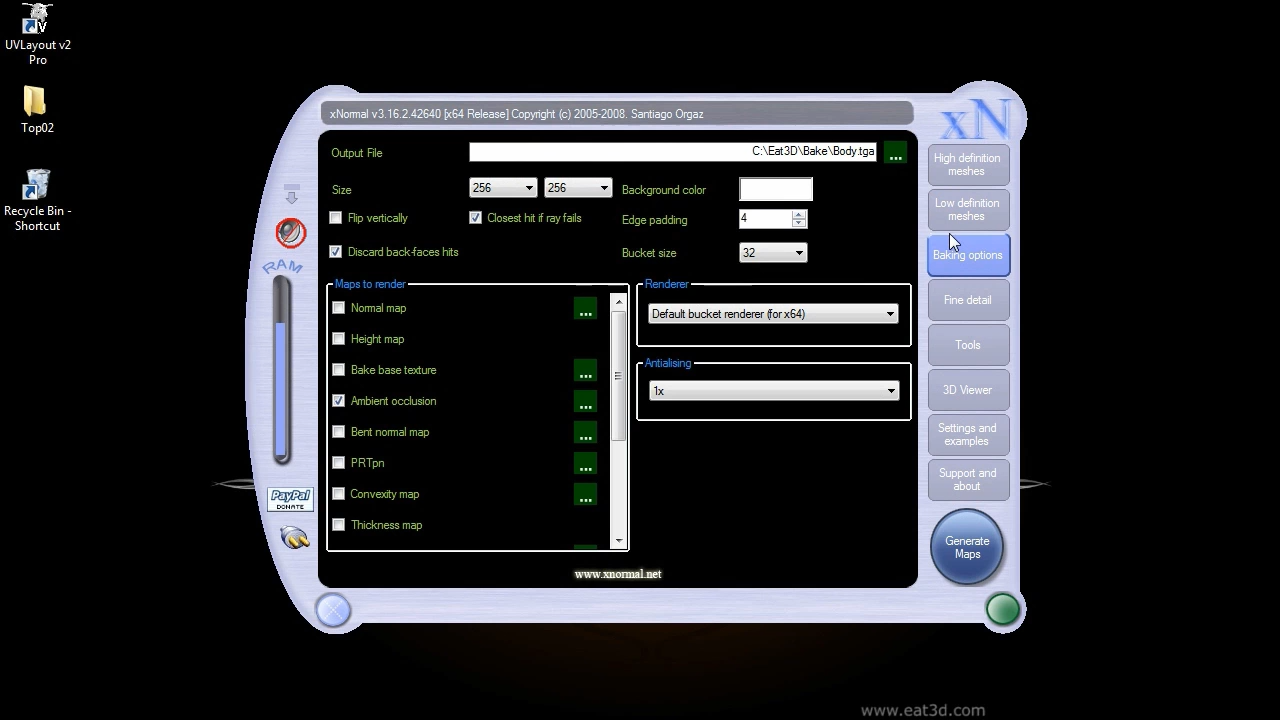 UVLayout v2
Pro
Top02
Recycle Bin -
Shortcut
xNormal v3.16.2.42640 [x64 Release] Copyright (c) 2005-2008. Santiago Orgaz
xN
Output File
C:\Eat3D\Bake\Body.tga
...
Size
256
256
Background color
Flip vertically
Closest hit if ray fails
Edge padding
4
Discard back-faces hits
Bucket size
32
Maps to render
Normal map
...
Height map
Bake base texture
...
Ambient occlusion
...
Bent normal map
...
PRTpn
...
Convexity map
...
Thickness map
Renderer
Default bucket renderer (for x64)
Antialising
1x
www.xnormal.net
High definition
meshes
Low definition
meshes
Baking options
Fine detail
Tools
3D Viewer
Settings and
examples
Support and
about
Generate
Maps
RAM
PayPal
DONATE
www.eat3d.com